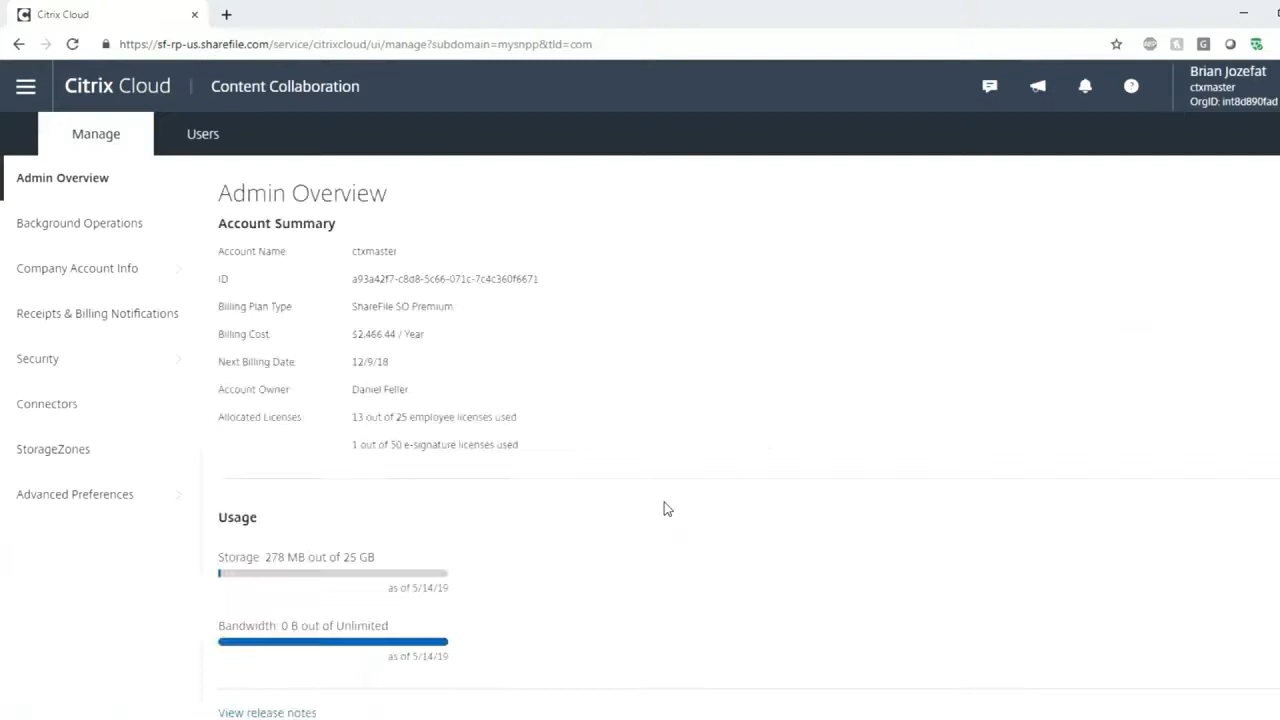 Citrix Cloud
https://sf-rp-us.sharefile.com/service/citrixcloud/ui/manage?subdomain=mysnpp&tld=com
Citrix Cloud | Content Collaboration
Brian Jozefat
ctxmaster
OrgID: int8d890fad
Manage
Users
Admin Overview
Background Operations
Company Account Info
Receipts & Billing Notifications
Security
Connectors
StorageZones
Advanced Preferences
Admin Overview
Account Summary
Account Name: ctxmaster
ID a93a42f7-c8d8-5c66-071c-7c4c360f6671
Billing Plan Type ShareFile SO Premium
Billing Cost: $2,466.44 / Year
Next Billing Date: 12/9/18
Account Owner: Daniel Feller
Allocated Licenses: 13 out of 25 employee licenses used
1 out of 50 e-signature licenses used
Usage
Storage: 278 MB out of 25 GB
as of 5/14/19
Bandwidth: 0 B out of Unlimited
as of 5/14/19
View release notes